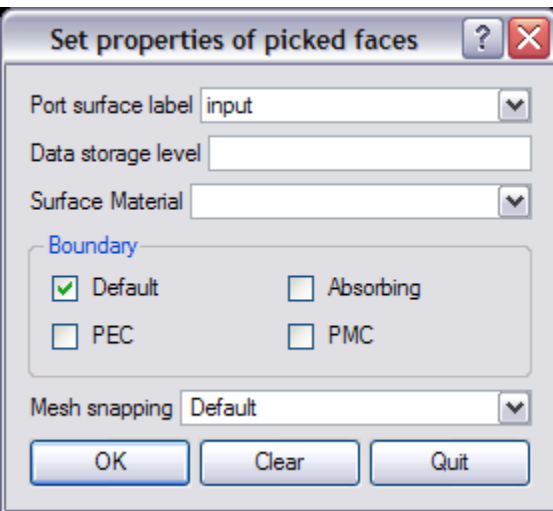 Set properties of picked faces ?
Port surface label input
Data storage level
Surface Material
Boundary
Default Absorbing
PEC PMC
Mesh snapping Default
OK Clear Quit